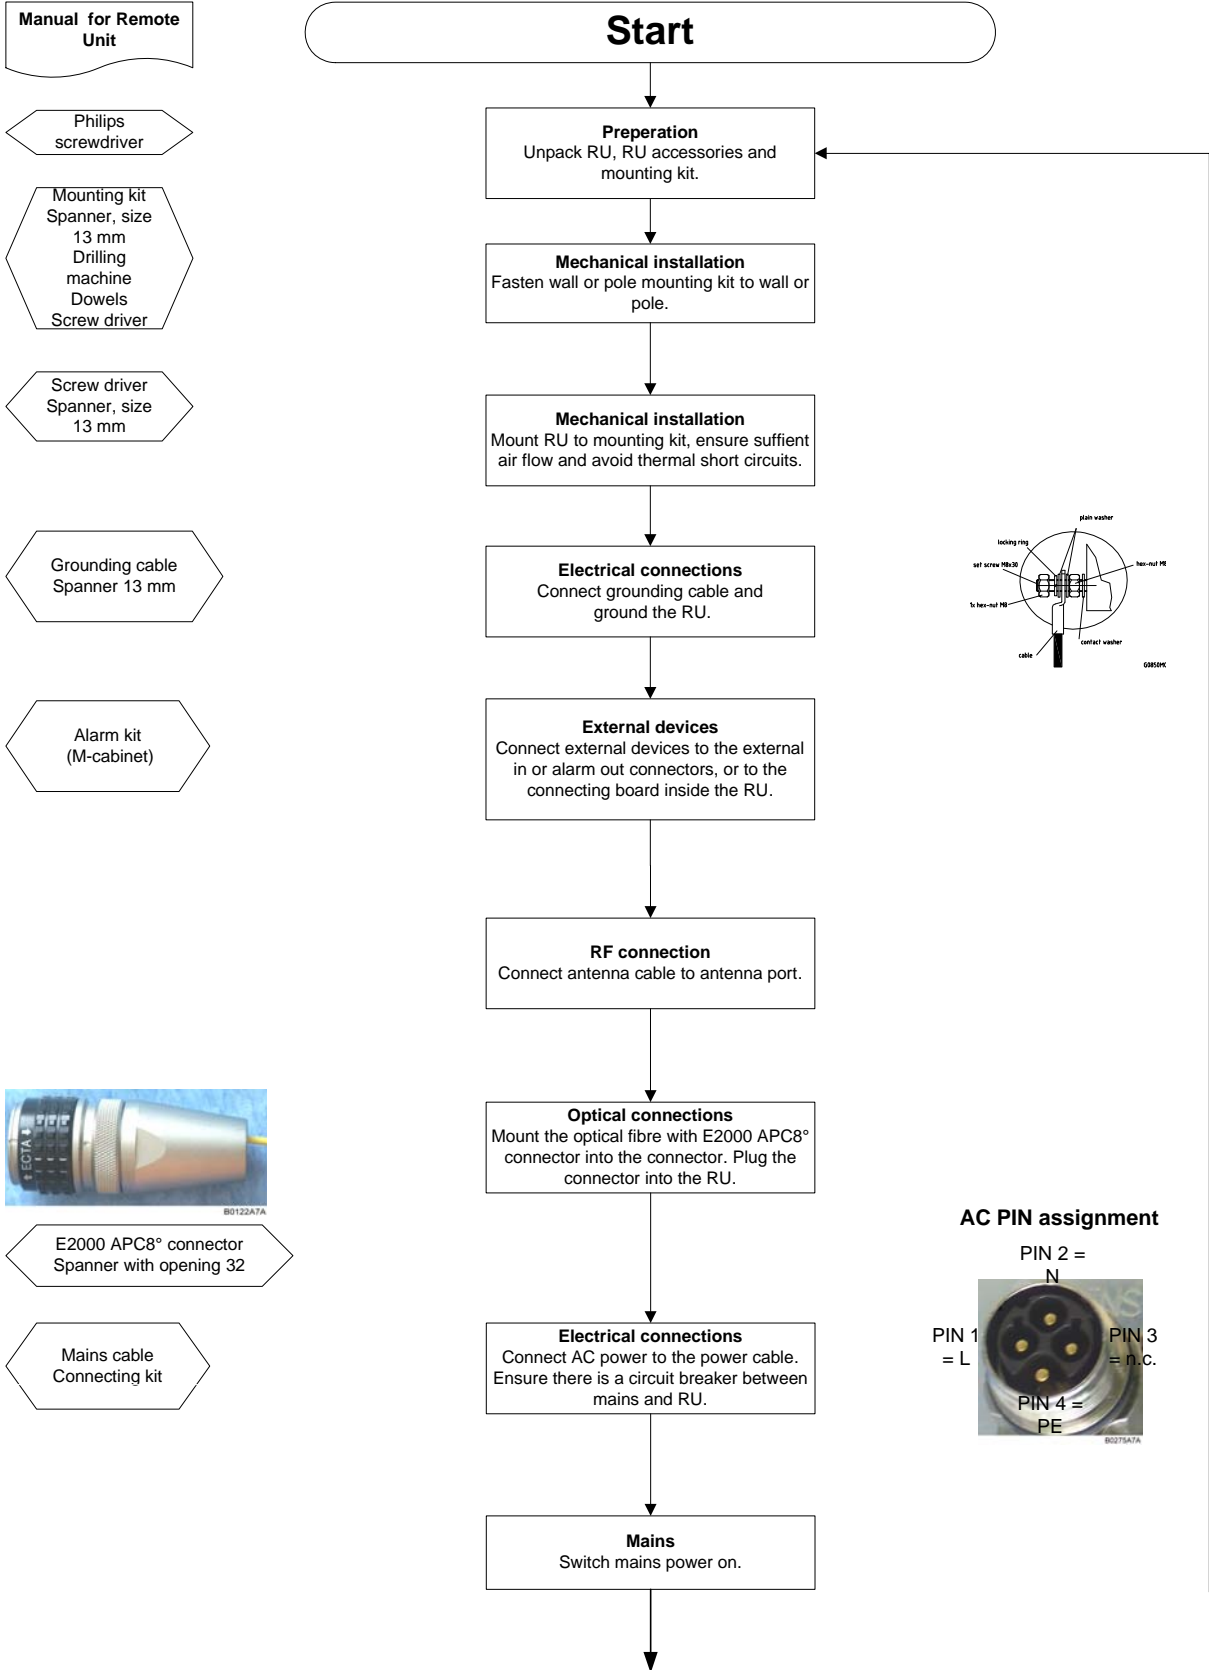 Manual for Remote
Unit
Start
Philips
screwdriver
Preperation
Unpack RU, RU accessories and
mounting kit.
Mounting kit
Spanner, size
13 mm
Drilling
machine
Dowels
Screw driver
Mechanical installation
Fasten wall or pole mounting kit to wall or
pole.
Screw driver
Spanner, size
13 mm
Mechanical installation
Mount RU to mounting kit, ensure suffient
air flow and avoid thermal short circuits.
Grounding cable
Spanner 13 mm
Electrical connections
Connect grounding cable and
ground the RU.
plain washer
locking ring
set screw M8x30
hex-nut M8
1x hex-nut M8
contact washer
cable
G0850M
Alarm kit
(M-cabinet)
External devices
Connect external devices to the external
in or alarm out connectors, or to the
connecting board inside the RU.
RF connection
Connect antenna cable to antenna port.
ECTA
B0122A7A
Optical connections
Mount the optical fibre with E2000 APC8°
connector into the connector. Plug the
connector into the RU.
E2000 APC8° connector
Spanner with opening 32
AC PIN assignment
PIN 2 =
N
PIN 1
= L
PIN 3
= n.c.
PIN 4 =
PE
B0275A7A
Mains cable
Connecting kit
Electrical connections
Connect AC power to the power cable.
Ensure there is a circuit breaker between
mains and RU.
Mains
Switch mains power on.